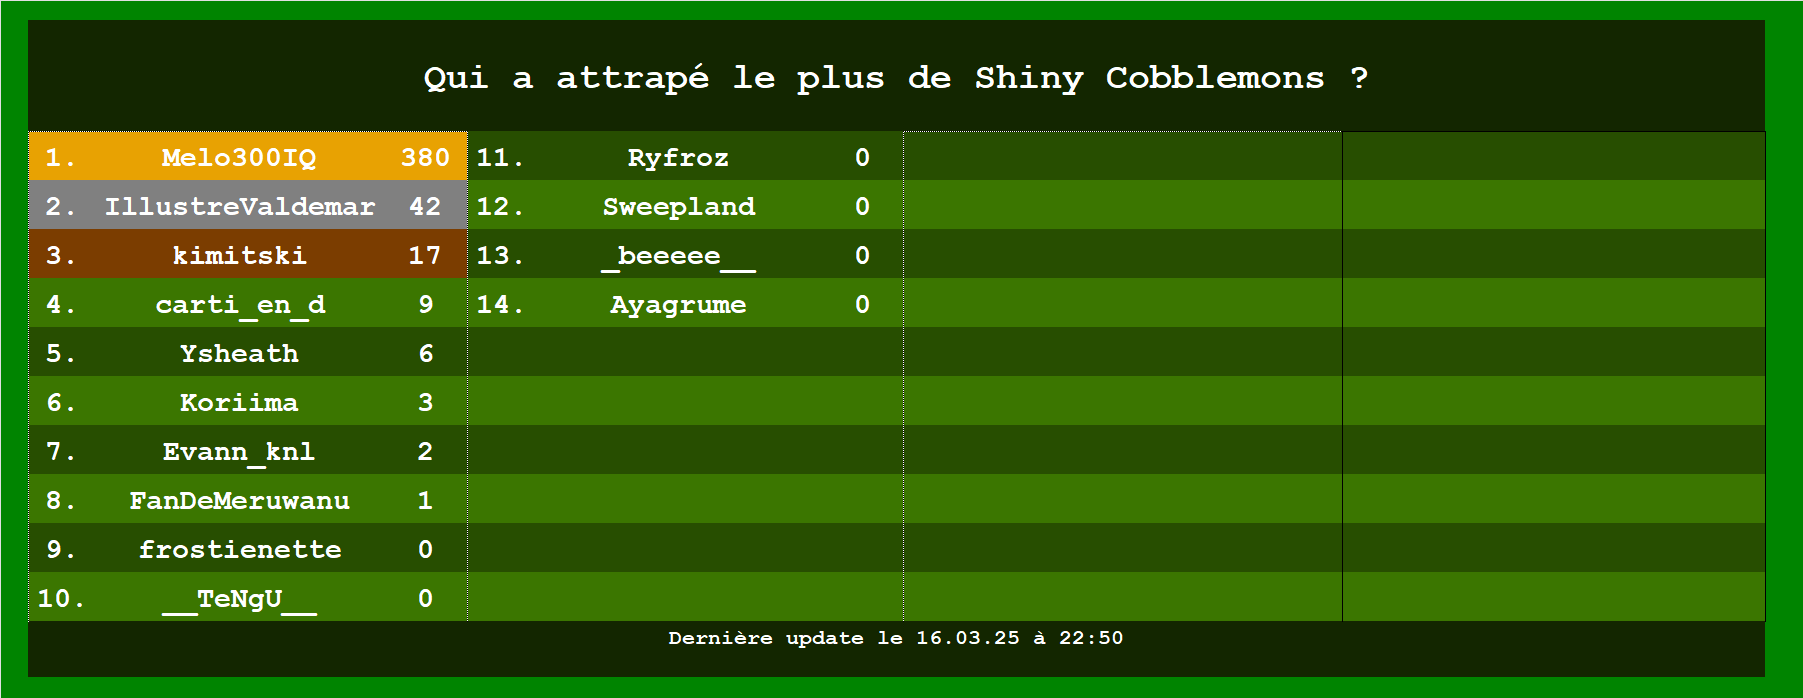 Qui a attrapé le plus de Shiny Cobblemons ?
1. Melo300IQ 380
2. IllustreValdemar 42
3. kimitski 17
4. carti_en_d 9
5. Ysheath 6
6. Koriima 3
7. Evann_knl 2
8. FanDeMeruwanu 1
9. frostienette 0
10. __TeNgU__ 0
11. Ryfroz 0
12. Sweepland 0
13. _beeeee__ 0
14. Ayagrume 0
Dernière update le 16.03.25 à 22:50